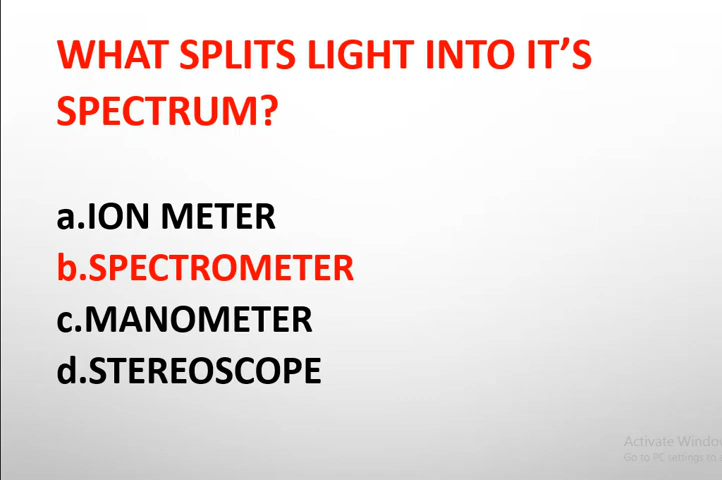 WHAT SPLITS LIGHT INTO IT'S
SPECTRUM?
a.ION METER
b.SPECTROMETER
c.MANOMETER
d.STEREOSCOPE
Activate Windo
Go to PC settings to